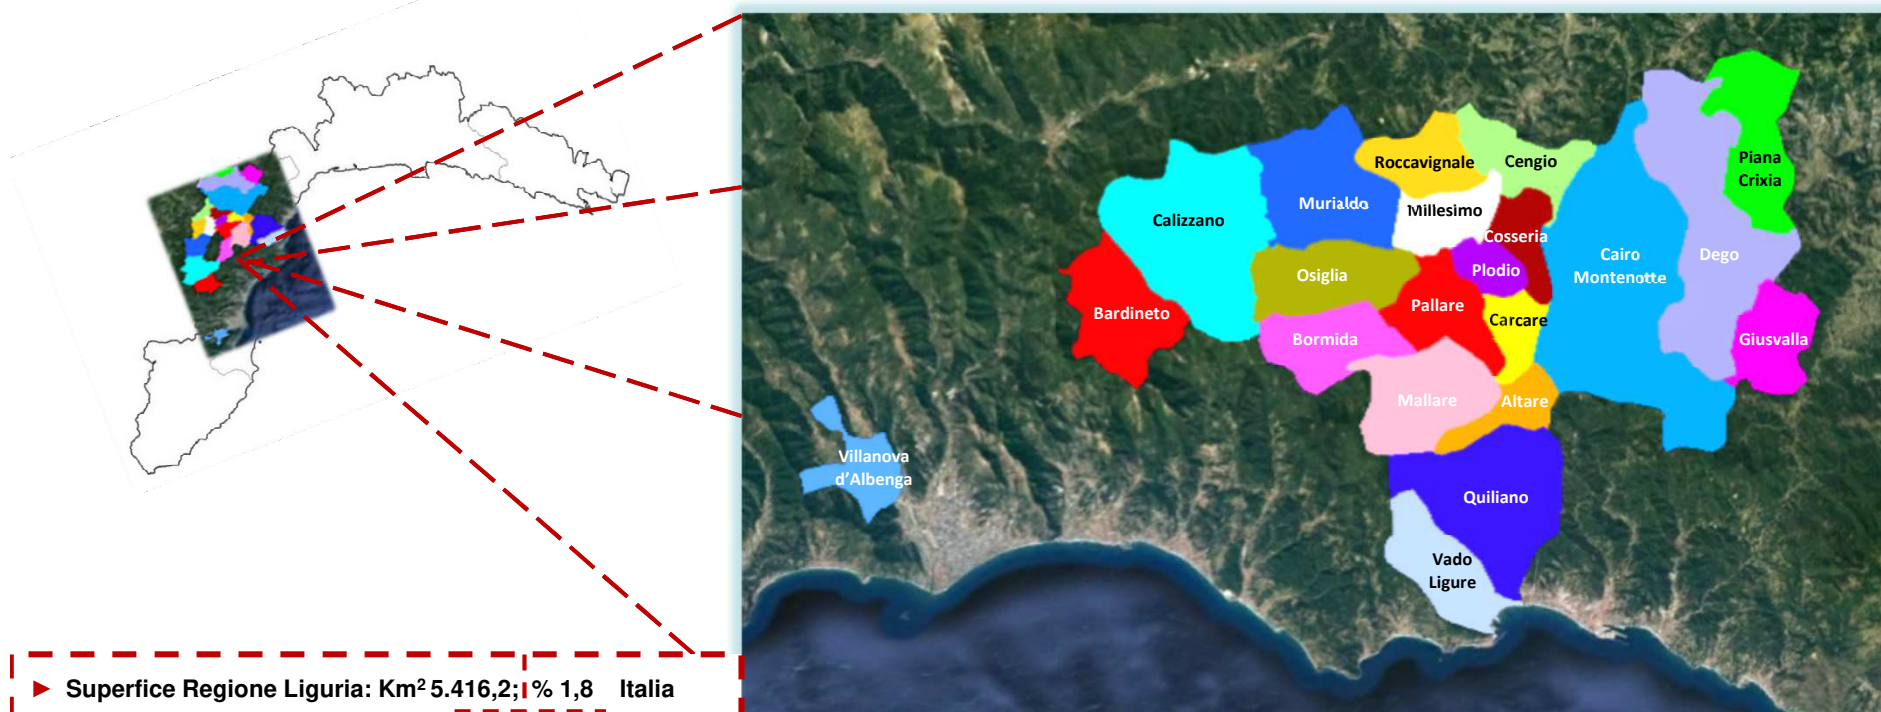 Roccavignale
Cengio
Piana
Crixia
Murialdo
Millesimo
Calizzano
Cosseria
Cairo
Montenotte
Dego
Osiglia
Plodio
Bardineto
Pallare
Carcare
Bormida
Giusvalla
Mallare
Altare
Villanova
d’Albenga
Quiliano
Vado
Ligure
► Superfice Regione Liguria: Km² 5.416,2; % 1,8 Italia